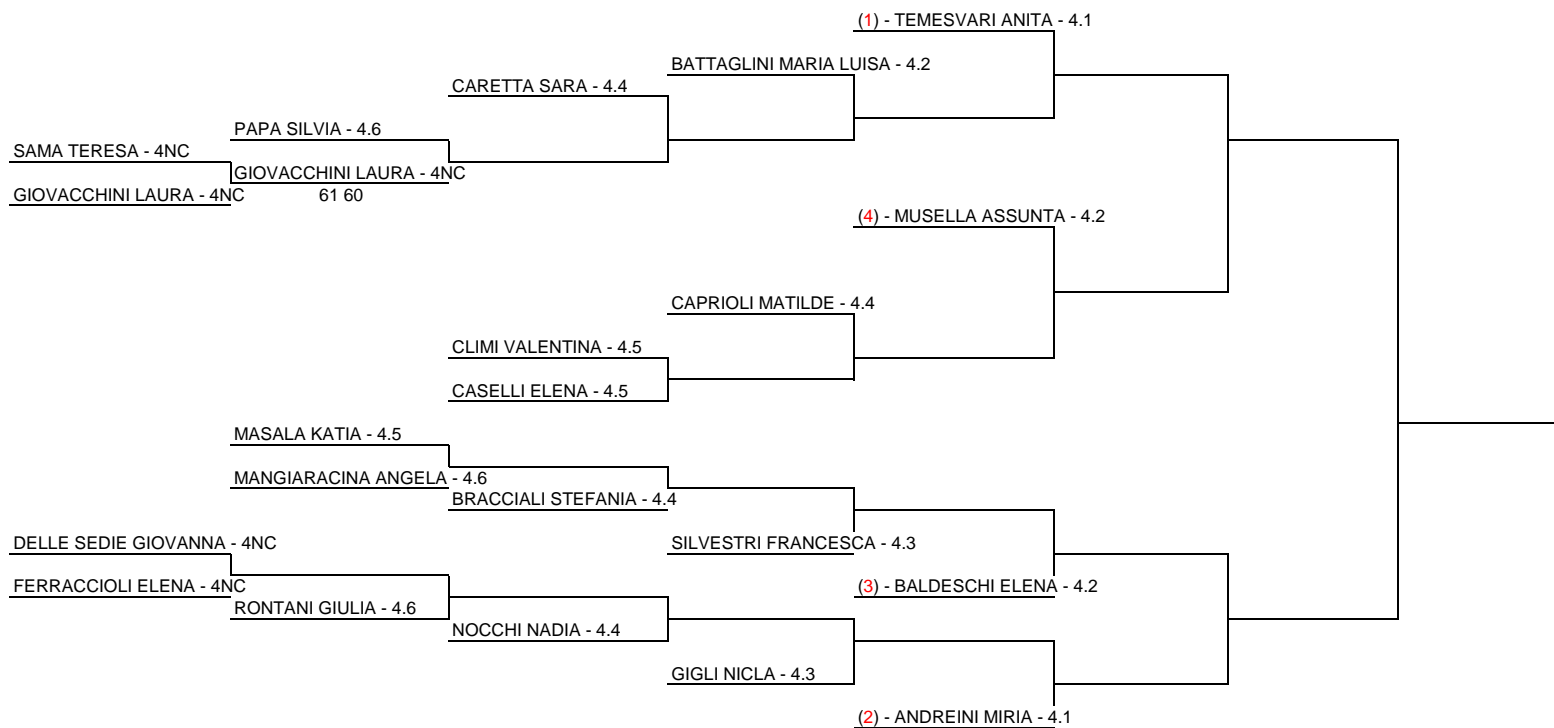 (1) - TEMESVARI ANITA - 4.1
BATTAGLINI MARIA LUISA - 4.2
CARETTA SARA - 4.4
PAPA SILVIA - 4.6
SAMA TERESA - 4NC
GIOVACCHINI LAURA - 4NC
GIOVACCHINI LAURA - 4NC
61 60
(4) - MUSELLA ASSUNTA - 4.2
CAPRIOLI MATILDE - 4.4
CLIMI VALENTINA - 4.5
CASELLI ELENA - 4.5
MASALA KATIA - 4.5
MANGIARACINA ANGELA - 4.6
BRACCIALI STEFANIA - 4.4
DELLE SEDIE GIOVANNA - 4NC
SILVESTRI FRANCESCA - 4.3
FERRACCIOLI ELENA - 4NC
(3) - BALDESCHI ELENA - 4.2
RONTANI GIULIA - 4.6
NOCCHI NADIA - 4.4
GIGLI NICLA - 4.3
(2) - ANDREINI MIRIA - 4.1